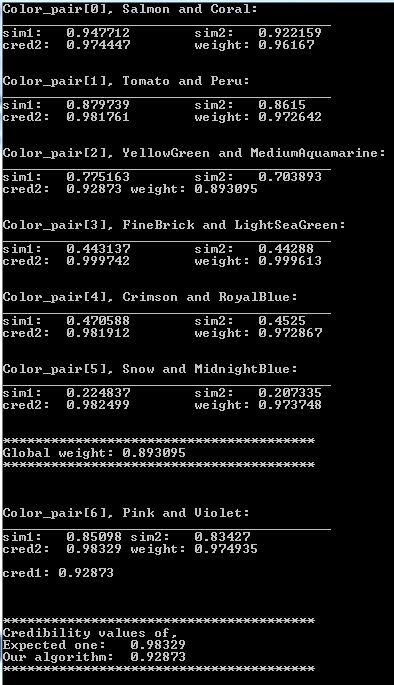 Color_pair[0], Salmon and Coral:
sim1: 0.947712 sim2: 0.922159
cred2: 0.974447 weight: 0.96167
Color_pair[1], Tomato and Peru:
sim1: 0.879739 sim2: 0.8615
cred2: 0.981761 weight: 0.972642
Color_pair[2], YellowGreen and MediumAquamarine:
sim1: 0.775163 sim2: 0.703893
cred2: 0.92873 weight: 0.893095
Color_pair[3], FineBrick and LightSeaGreen:
sim1: 0.443137 sim2: 0.44288
cred2: 0.999742 weight: 0.999613
Color_pair[4], Crimson and RoyalBlue:
sim1: 0.470588 sim2: 0.4525
cred2: 0.981912 weight: 0.972867
Color_pair[5], Snow and MidnightBlue:
sim1: 0.224837 sim2: 0.207335
cred2: 0.982499 weight: 0.973748
***************************************
Global weight: 0.893095
***************************************
Color_pair[6], Pink and Violet:
sim1: 0.85098 sim2: 0.83427
cred2: 0.98329 weight: 0.974935
cred1: 0.92873
***************************************
Credibility values of,
Expected one: 0.98329
Our algorithm: 0.92873
***************************************